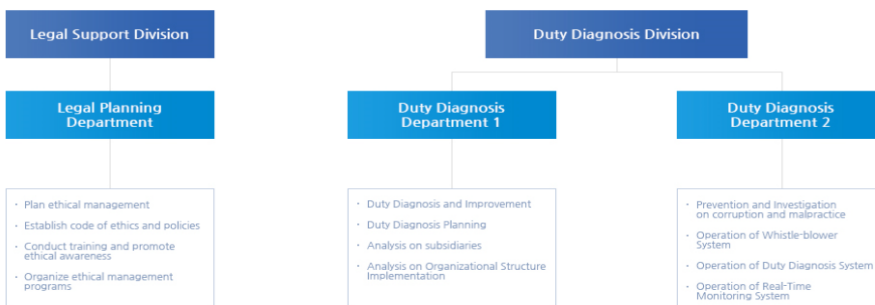 Legal Support Division
Duty Diagnosis Division
Legal Planning
Department
Duty Diagnosis
Department 1
Duty Diagnosis
Department 2
· Plan ethical management
· Establish code of ethics and policies
· Conduct training and promote
ethical awareness
· Organize ethical management
programs
· Duty Diagnosis and Improvement
· Duty Diagnosis Planning
· Analysis on subsidiaries
· Analysis on Organizational Structure
Implementation
· Prevention and Investigation
on corruption and malpractice
· Operation of Whistle-blower
System
· Operation of Duty Diagnosis System
· Operation of Real-Time
Monitoring System